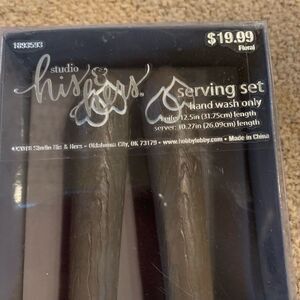 1893593
$19.99
Floral
studio
his & hers
serving set
hand wash only
knife: 12.5in (31.75cm) length
server: 10.27in (26.09cm) length
©2018 Studio His & Hers • Oklahoma City, OK 73179 • www.hobbylobby.com • Made in China